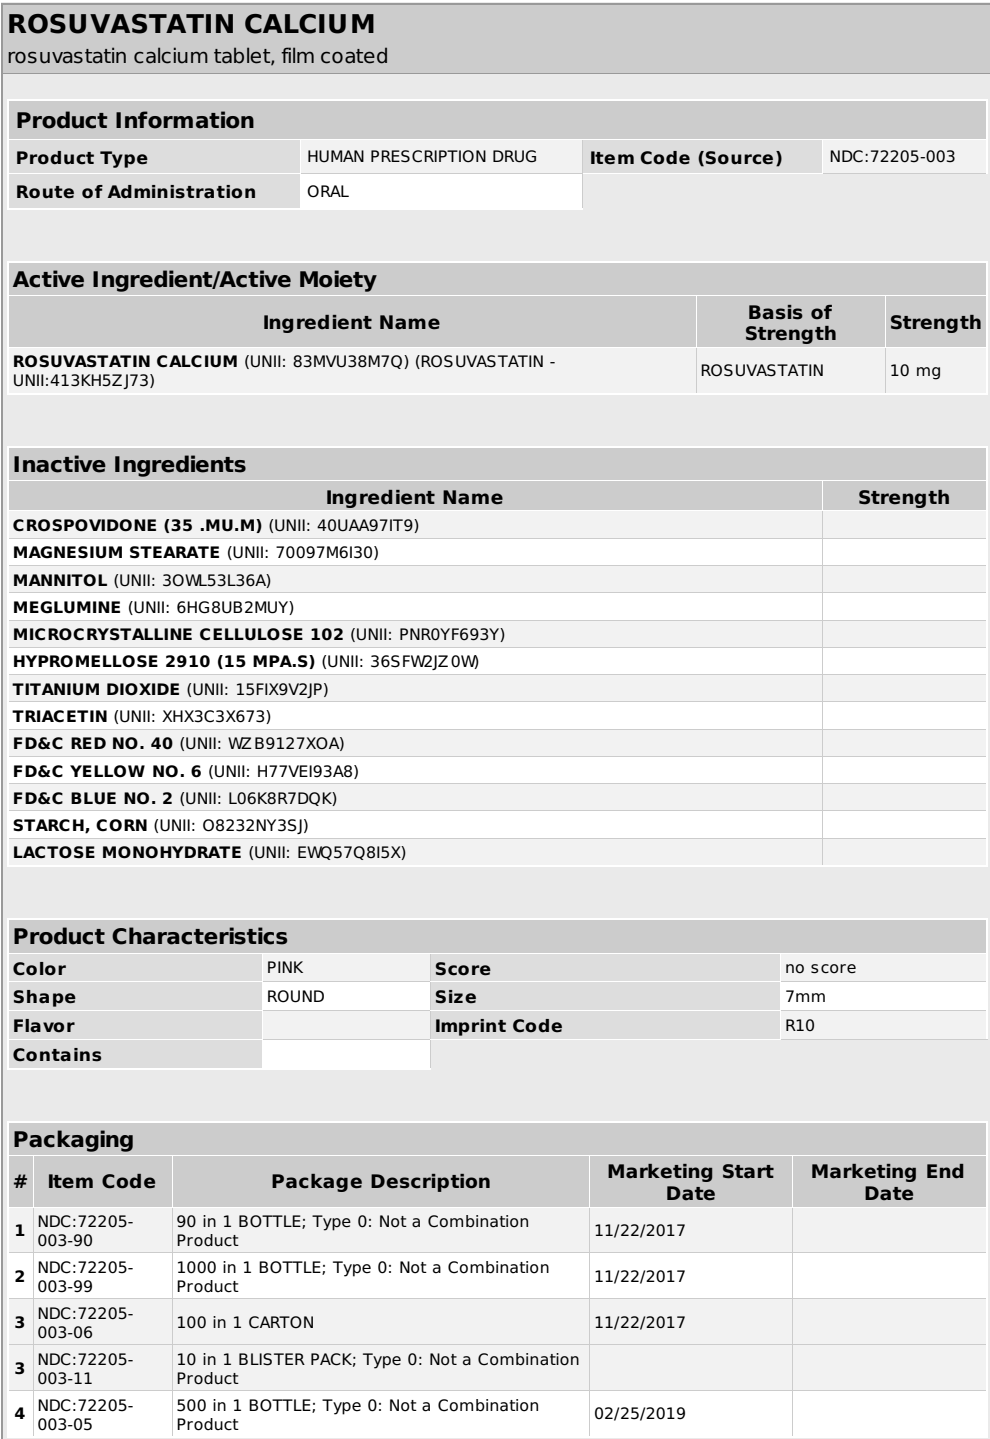 ROSUVASTATIN CALCIUM
rosuvastatin calcium tablet, film coated
Product Information
Product Type HUMAN PRESCRIPTION DRUG Item Code (Source) NDC:72205-003
Route of Administration ORAL
Active Ingredient/Active Moiety
Ingredient Name Basis of Strength Strength
ROSUVASTATIN CALCIUM (UNII: 83MVU38M7Q) (ROSUVASTATIN -
UNII:413KH5ZJ73) ROSUVASTATIN 10 mg
Inactive Ingredients
Ingredient Name Strength
CROSPOVIDONE (35 .MU.M) (UNII: 40UAA97IT9)
MAGNESIUM STEARATE (UNII: 70097M6I30)
MANNITOL (UNII: 3OWL53L36A)
MEGLUMINE (UNII: 6HG8UB2MUY)
MICROCRYSTALLINE CELLULOSE 102 (UNII: PNR0YF693Y)
HYPROMELLOSE 2910 (15 MPA.S) (UNII: 36SFW2JZ0W)
TITANIUM DIOXIDE (UNII: 15FIX9V2JP)
TRIACETIN (UNII: XHX3C3X673)
FD&C RED NO. 40 (UNII: WZB9127XOA)
FD&C YELLOW NO. 6 (UNII: H77VEI93A8)
FD&C BLUE NO. 2 (UNII: L06K8R7DQK)
STARCH, CORN (UNII: O8232NY3SJ)
LACTOSE MONOHYDRATE (UNII: EWQ57Q8I5X)
Product Characteristics
Color PINK Score no score
Shape ROUND Size 7mm
Flavor Imprint Code R10
Contains
Packaging
# Item Code Package Description Marketing Start Date Marketing End Date
1 NDC:72205-003-90 90 in 1 BOTTLE; Type 0: Not a Combination Product 11/22/2017
2 NDC:72205-003-99 1000 in 1 BOTTLE; Type 0: Not a Combination Product 11/22/2017
3 NDC:72205-003-06 100 in 1 CARTON 11/22/2017
3 NDC:72205-003-11 10 in 1 BLISTER PACK; Type 0: Not a Combination Product
4 NDC:72205-003-05 500 in 1 BOTTLE; Type 0: Not a Combination Product 02/25/2019